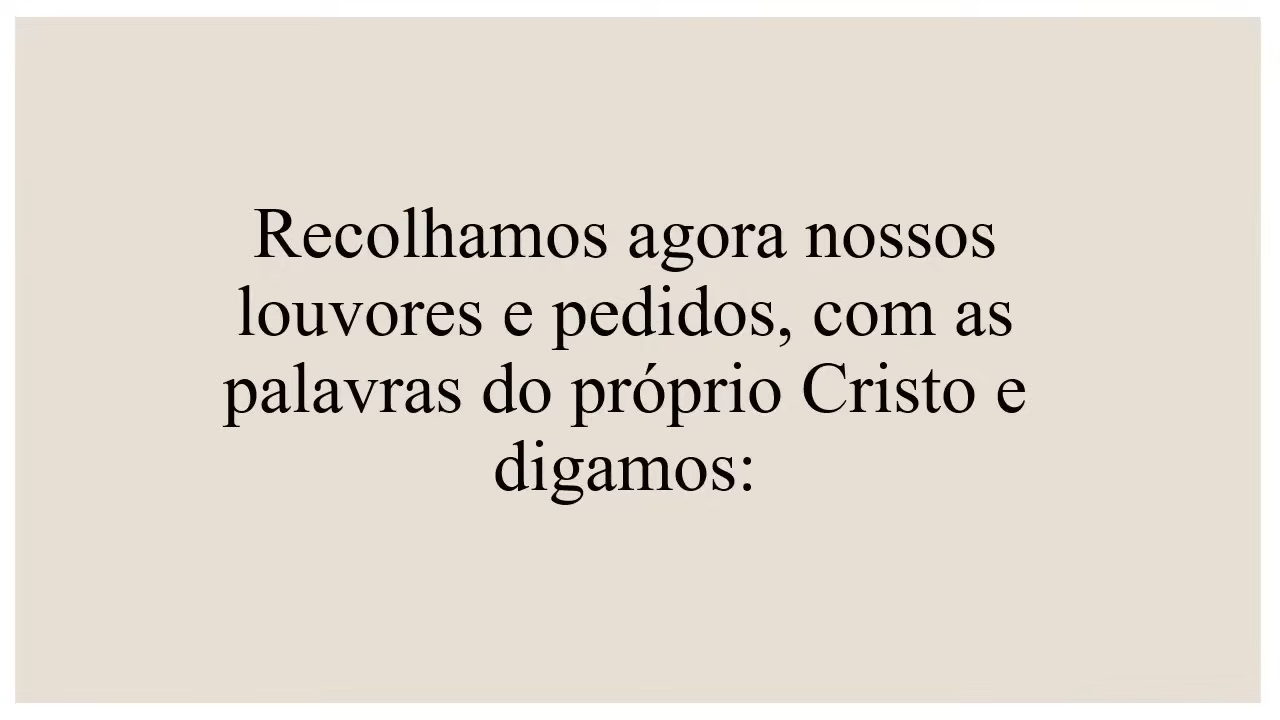 Recolhamos agora nossos
louvores e pedidos, com as
palavras do próprio Cristo e
digamos: